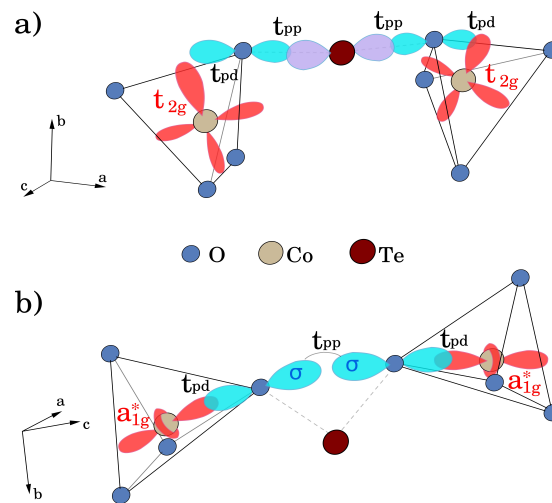 a)
t_pp t_pp t_pd
t_pd
t_2g t_2g
b
c a
O Co Te
b)
t_pp
t_pd
σ σ
t_pd
a*_1g
a*_1g
a
c
b